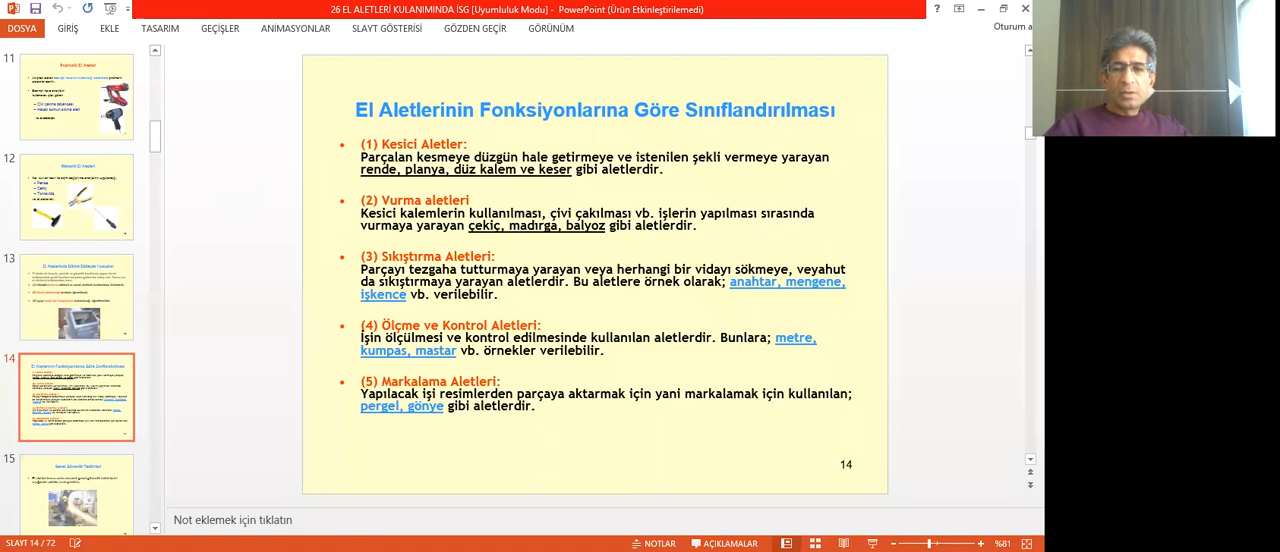 26 EL ALETLERİ KULANIMINDA İSG [Uyumluluk Modu] - PowerPoint (Ürün Etkinleştirilemedi)
DOSYA GİRİŞ EKLE TASARIM GEÇİŞLER ANİMASYONLAR SLAYT GÖSTERİSİ GÖZDEN GEÇİR GÖRÜNÜM Oturum a
11
12
13
14
15
El Aletlerinin Fonksiyonlarına Göre Sınıflandırılması
• (1) Kesici Aletler:
Parçalan kesmeye düzgün hale getirmeye ve istenilen şekli vermeye yarayan
rende, planya, düz kalem ve keser gibi aletlerdir.
• (2) Vurma aletleri
Kesici kalemlerin kullanılması, çivi çakılması vb. işlerin yapılması sırasında
vurmaya yarayan çekiç, madırga, balyoz gibi aletlerdir.
• (3) Sıkıştırma Aletleri:
Parçayı tezgaha tutturmaya yarayan veya herhangi bir vidayı sökmeye, veyahut
da sıkıştırmaya yarayan aletlerdir. Bu aletlere örnek olarak; anahtar, mengene,
işkence vb. verilebilir.
• (4) Ölçme ve Kontrol Aletleri:
İşin ölçülmesi ve kontrol edilmesinde kullanılan aletlerdir. Bunlara; metre,
kumpas, mastar vb. örnekler verilebilir.
• (5) Markalama Aletleri:
Yapılacak işi resimlerden parçaya aktarmak için yani markalamak için kullanılan;
pergel, gönye gibi aletlerdir.
14
Not eklemek için tıklatın
SLAYT 14 / 72 NOTLAR AÇIKLAMALAR %81